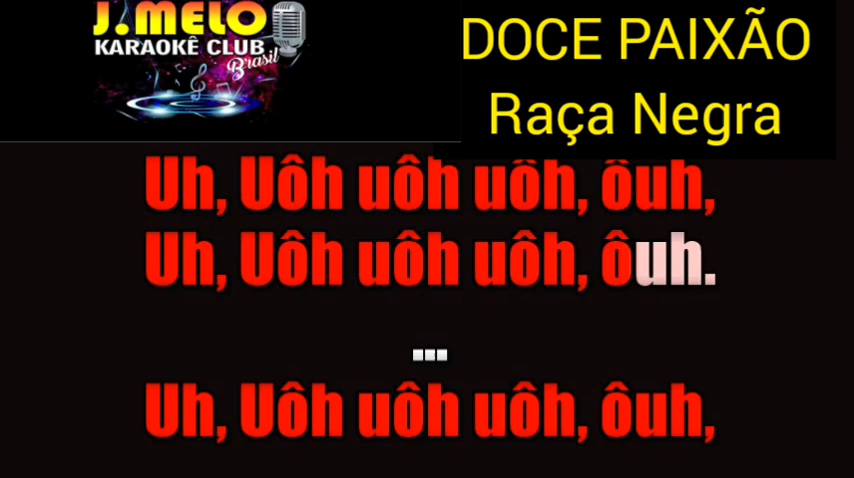 J.MELO
KARAOKÊ CLUB
Brasil
DOCE PAIXÃO
Raça Negra
Uh, Uôh uôh uôh, ôuh,
Uh, Uôh uôh uôh, ôuh.
...
Uh, Uôh uôh uôh, ôuh,